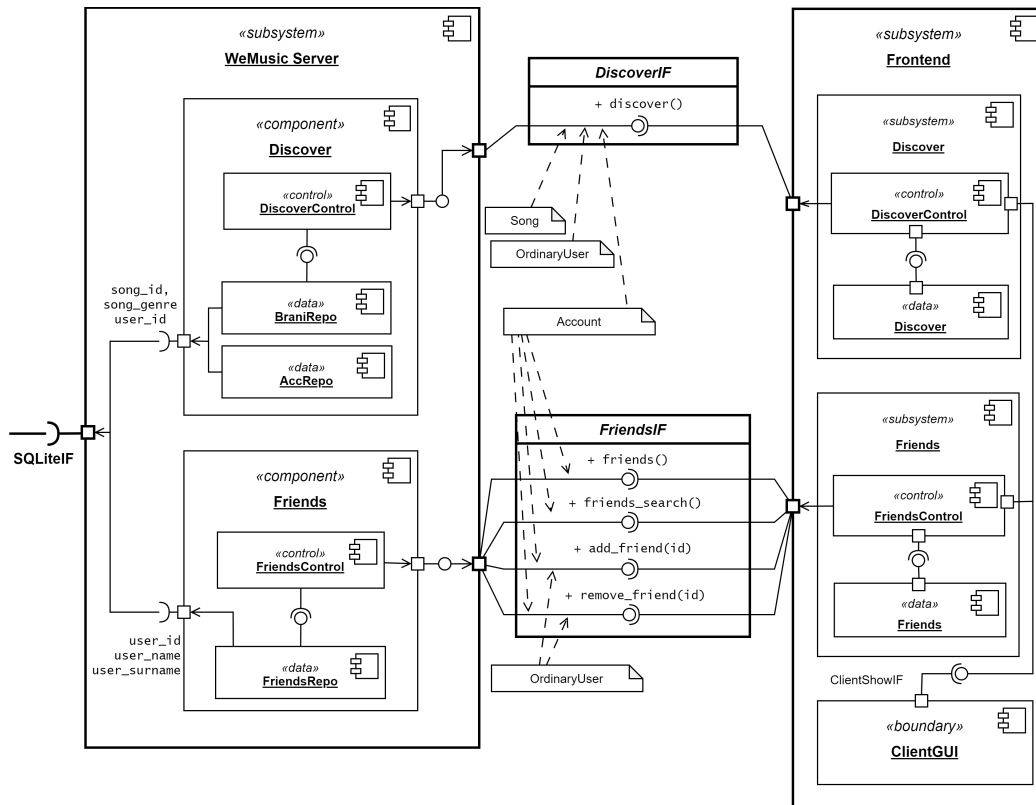 «subsystem»
WeMusic Server
«component»
Discover
«control»
DiscoverControl
«data»
BraniRepo
«data»
AccRepo
song_id,
song_genre
user_id
SQLiteIF
«component»
Friends
«control»
FriendsControl
«data»
FriendsRepo
user_id
user_name
user_surname
DiscoverIF
+ discover()
Song
OrdinaryUser
Account
FriendsIF
+ friends()
+ friends_search()
+ add_friend(id)
+ remove_friend(id)
OrdinaryUser
«subsystem»
Frontend
«subsystem»
Discover
«control»
DiscoverControl
«data»
Discover
«subsystem»
Friends
«control»
FriendsControl
«data»
Friends
ClientShowIF
«boundary»
ClientGUI